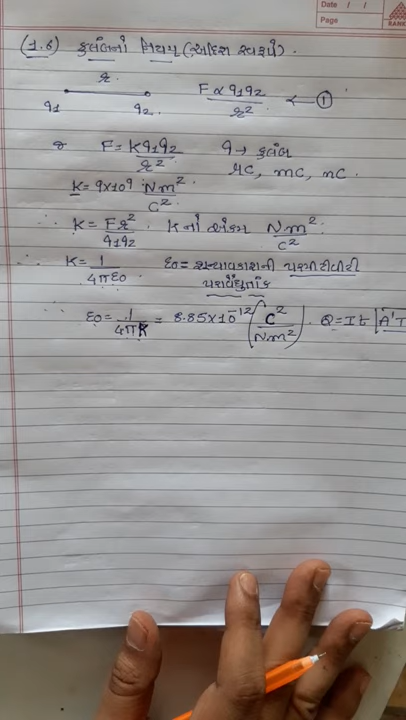 Date / /
Page
RANK
(1.6) કુલંબનો નિયમ (અદિશ સ્વરૂપ).
r
q1 q2 F ∝ q1q2/r² ←①
F = Kq1q2/r² q → કુલંબ
μC, mC, nC
K = 9×10⁹ Nm²/C²
∴ K = Fr²/q1q2 . K નો એકમ Nm²/C²
∴ K = 1/4πε0 ε0 = શૂન્યાવકાશની પરમીટીવીટી
પરાવૈદ્યુતાંક
∴ ε0 = 1/4πK = 8.85×10⁻¹² (C²/Nm²) . Q = It |A¹T